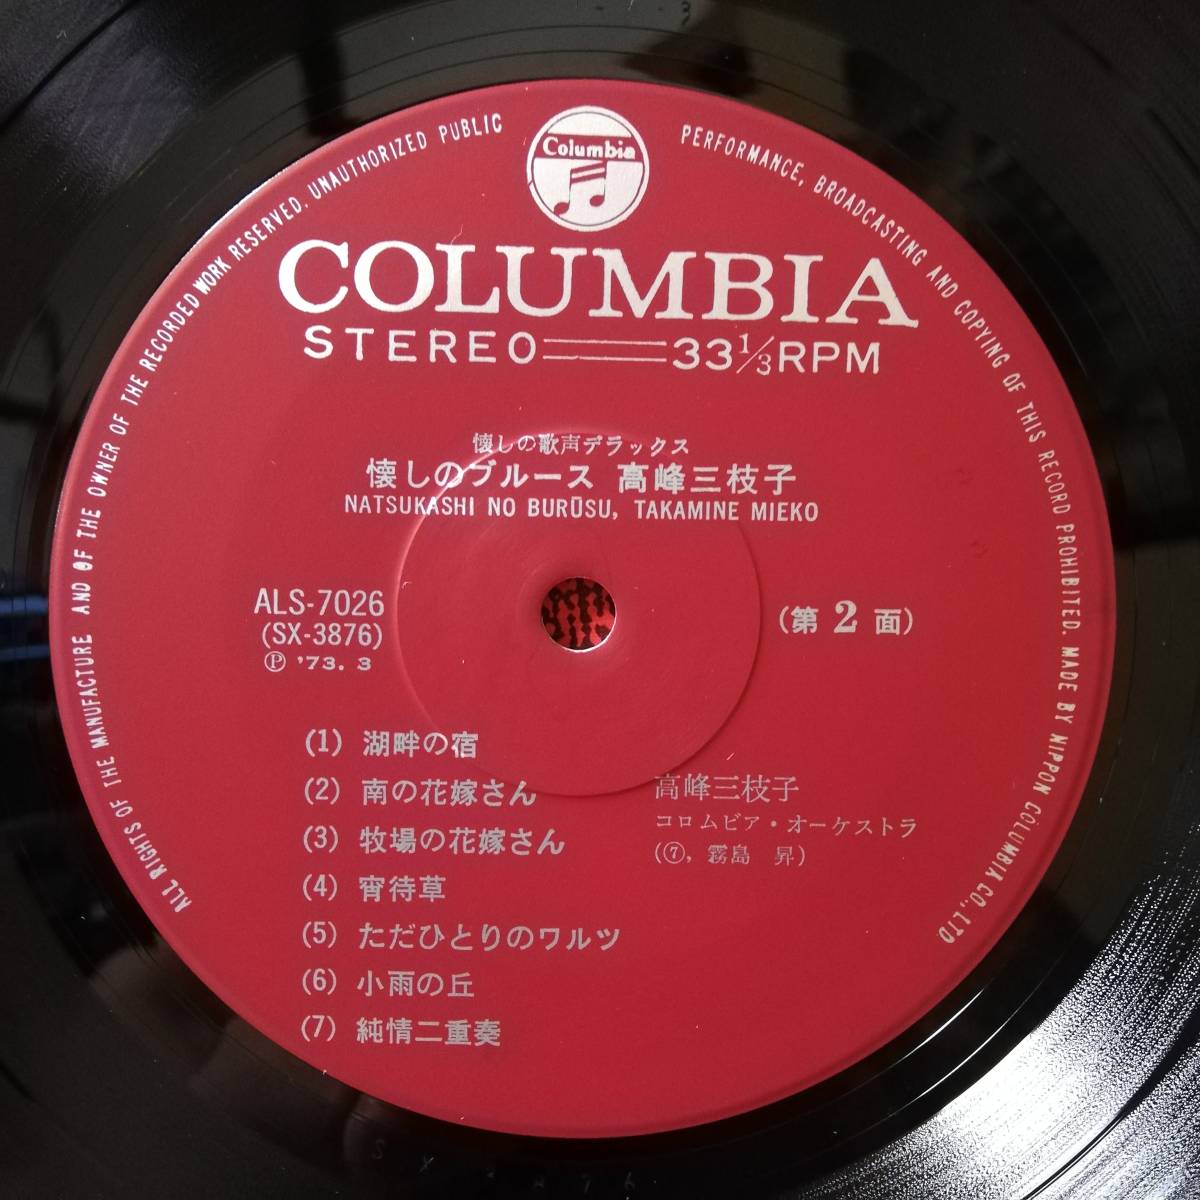 ALL RIGHTS OF THE MANUFACTURE AND OF THE OWNER OF THE RECORDED WORK RESERVED. UNAUTHORIZED PUBLIC PERFORMANCE, BROADCASTING AND COPYING OF THIS RECORD PROHIBITED. MADE BY NIPPON COLUMBIA CO., LTD
Columbia
COLUMBIA
STEREO 33 1/3 RPM
懐しの歌声デラックス
懐しのブルース 高峰三枝子
NATSUKASHI NO BURŪSU, TAKAMINE MIEKO
ALS-7026
(SX-3876)
Ⓟ '73. 3
(第 2 面)
(1) 湖畔の宿
(2) 南の花嫁さん
(3) 牧場の花嫁さん
(4) 宵待草
(5) ただひとりのワルツ
(6) 小雨の丘
(7) 純情二重奏
高峰三枝子
コロムビア・オーケストラ
(⑦, 霧島 昇)